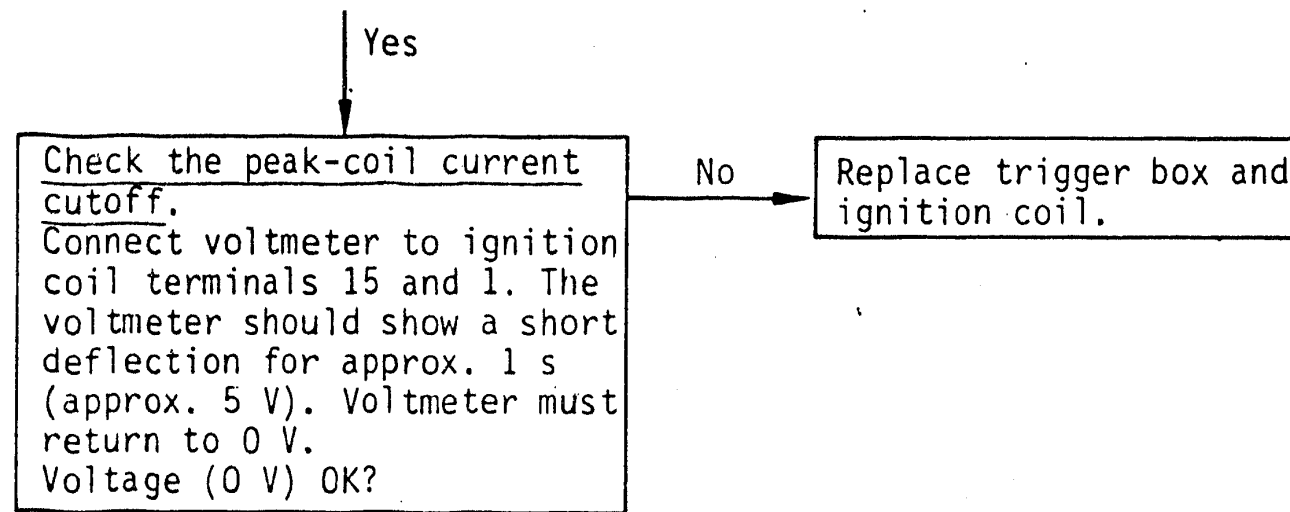 Yes
Check the peak-coil current
cutoff.
Connect voltmeter to ignition
coil terminals 15 and 1. The
voltmeter should show a short
deflection for approx. 1 s
(approx. 5 V). Voltmeter must
return to 0 V.
Voltage (0 V) OK?
No
Replace trigger box and
ignition coil.